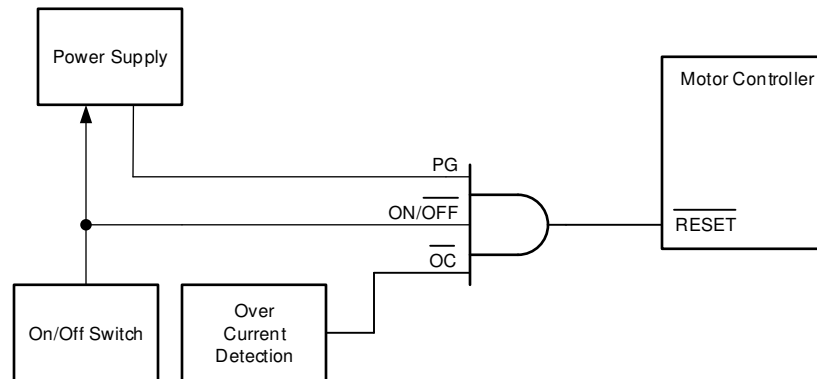 Power Supply
Motor Controller
PG
ON/OFF
RESET
OC
On/Off Switch
Over
Current
Detection